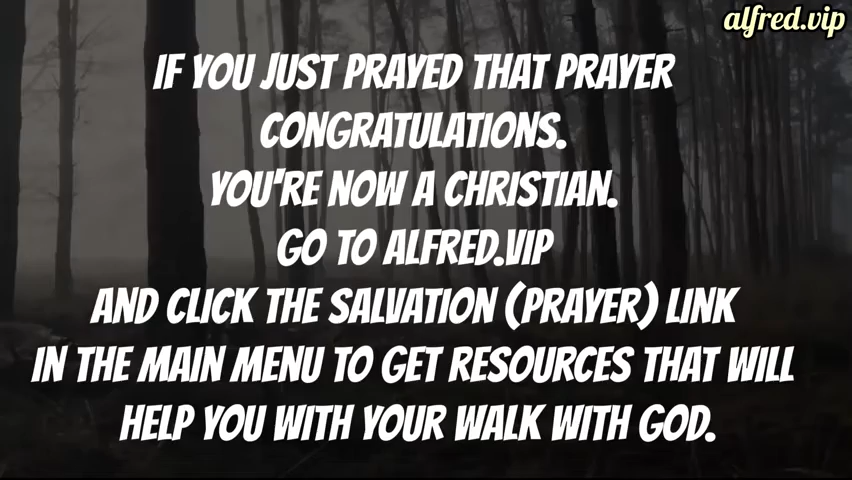 alfred.vip
IF YOU JUST PRAYED THAT PRAYER
CONGRATULATIONS.
YOU'RE NOW A CHRISTIAN.
GO TO ALFRED.VIP
AND CLICK THE SALVATION (PRAYER) LINK
IN THE MAIN MENU TO GET RESOURCES THAT WILL
HELP YOU WITH YOUR WALK WITH GOD.